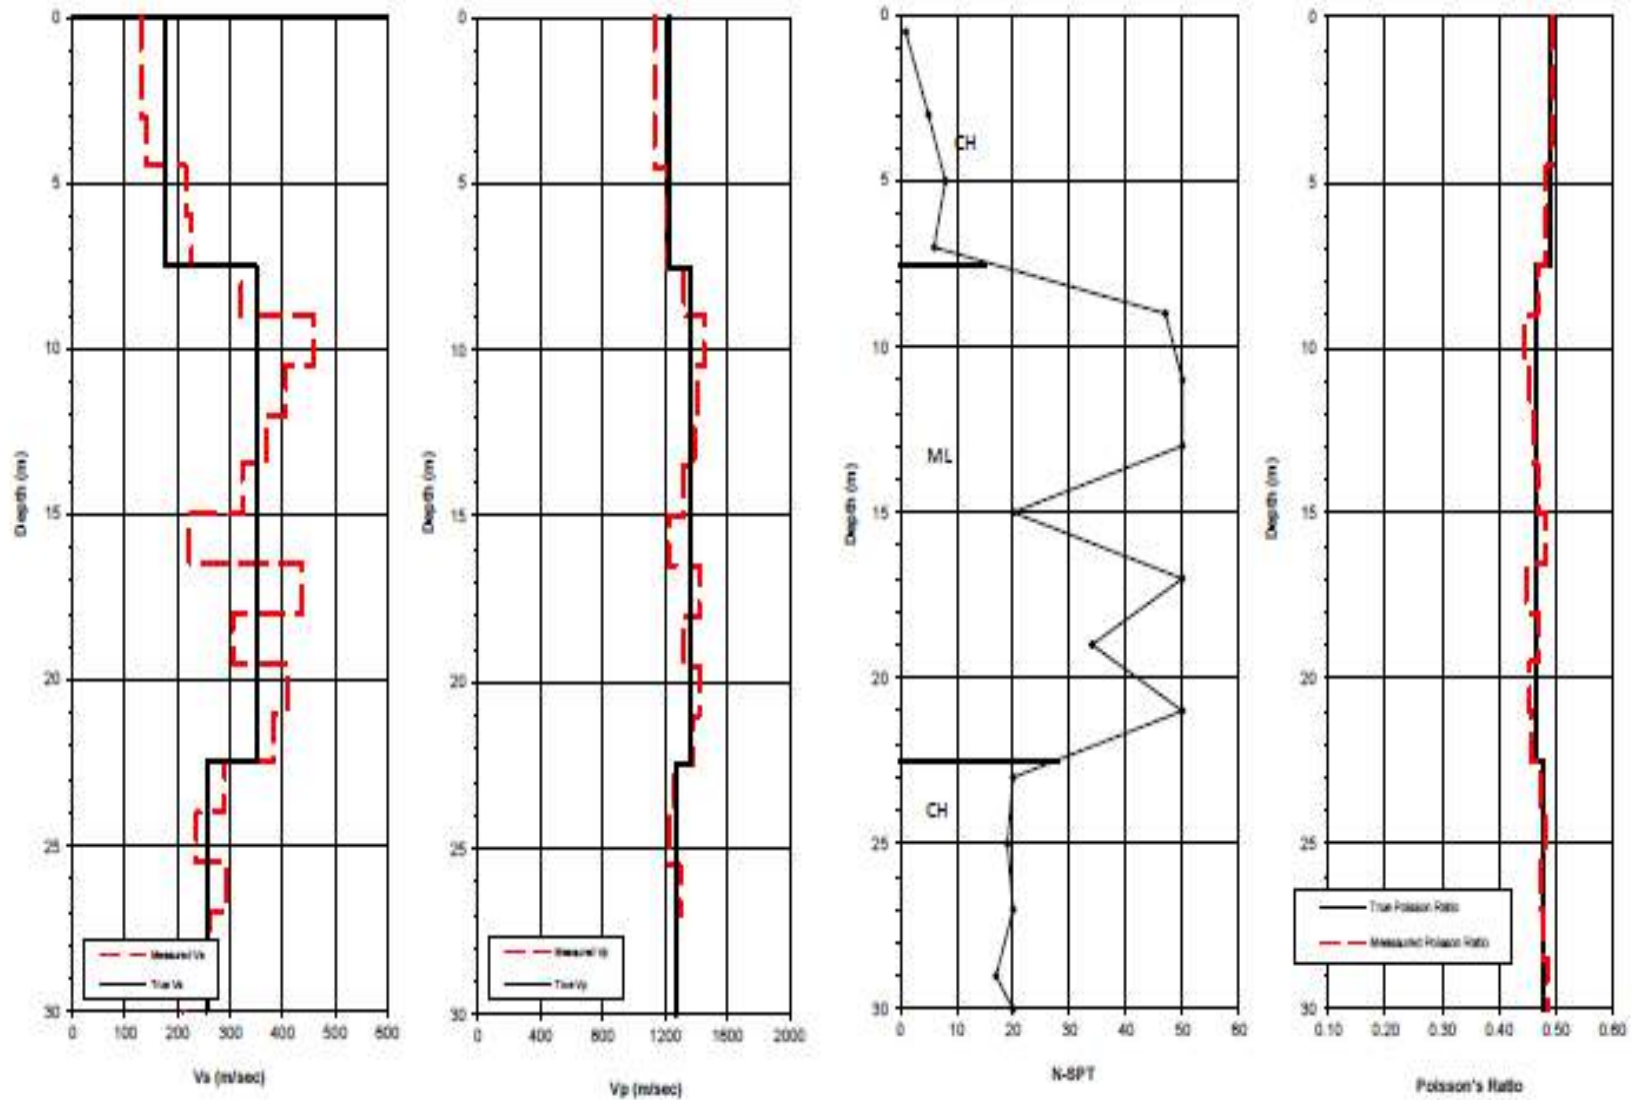 0
5
10
15
20
25
30
Depth (m)
Measured Vs
True Vs
0 100 200 300 400 500 600
Vs (m/sec)
0
5
10
15
20
25
30
Depth (m)
Measured Vp
True Vp
0 400 800 1200 1600 2000
Vp (m/sec)
0
5
10
15
20
25
30
Depth (m)
CH
ML
CH
0 10 20 30 40 50 60
N-SPT
0
5
10
15
20
25
30
Depth (m)
True Poisson Ratio
Measured Poisson Ratio
0.10 0.20 0.30 0.40 0.50 0.60
Poisson's Ratio